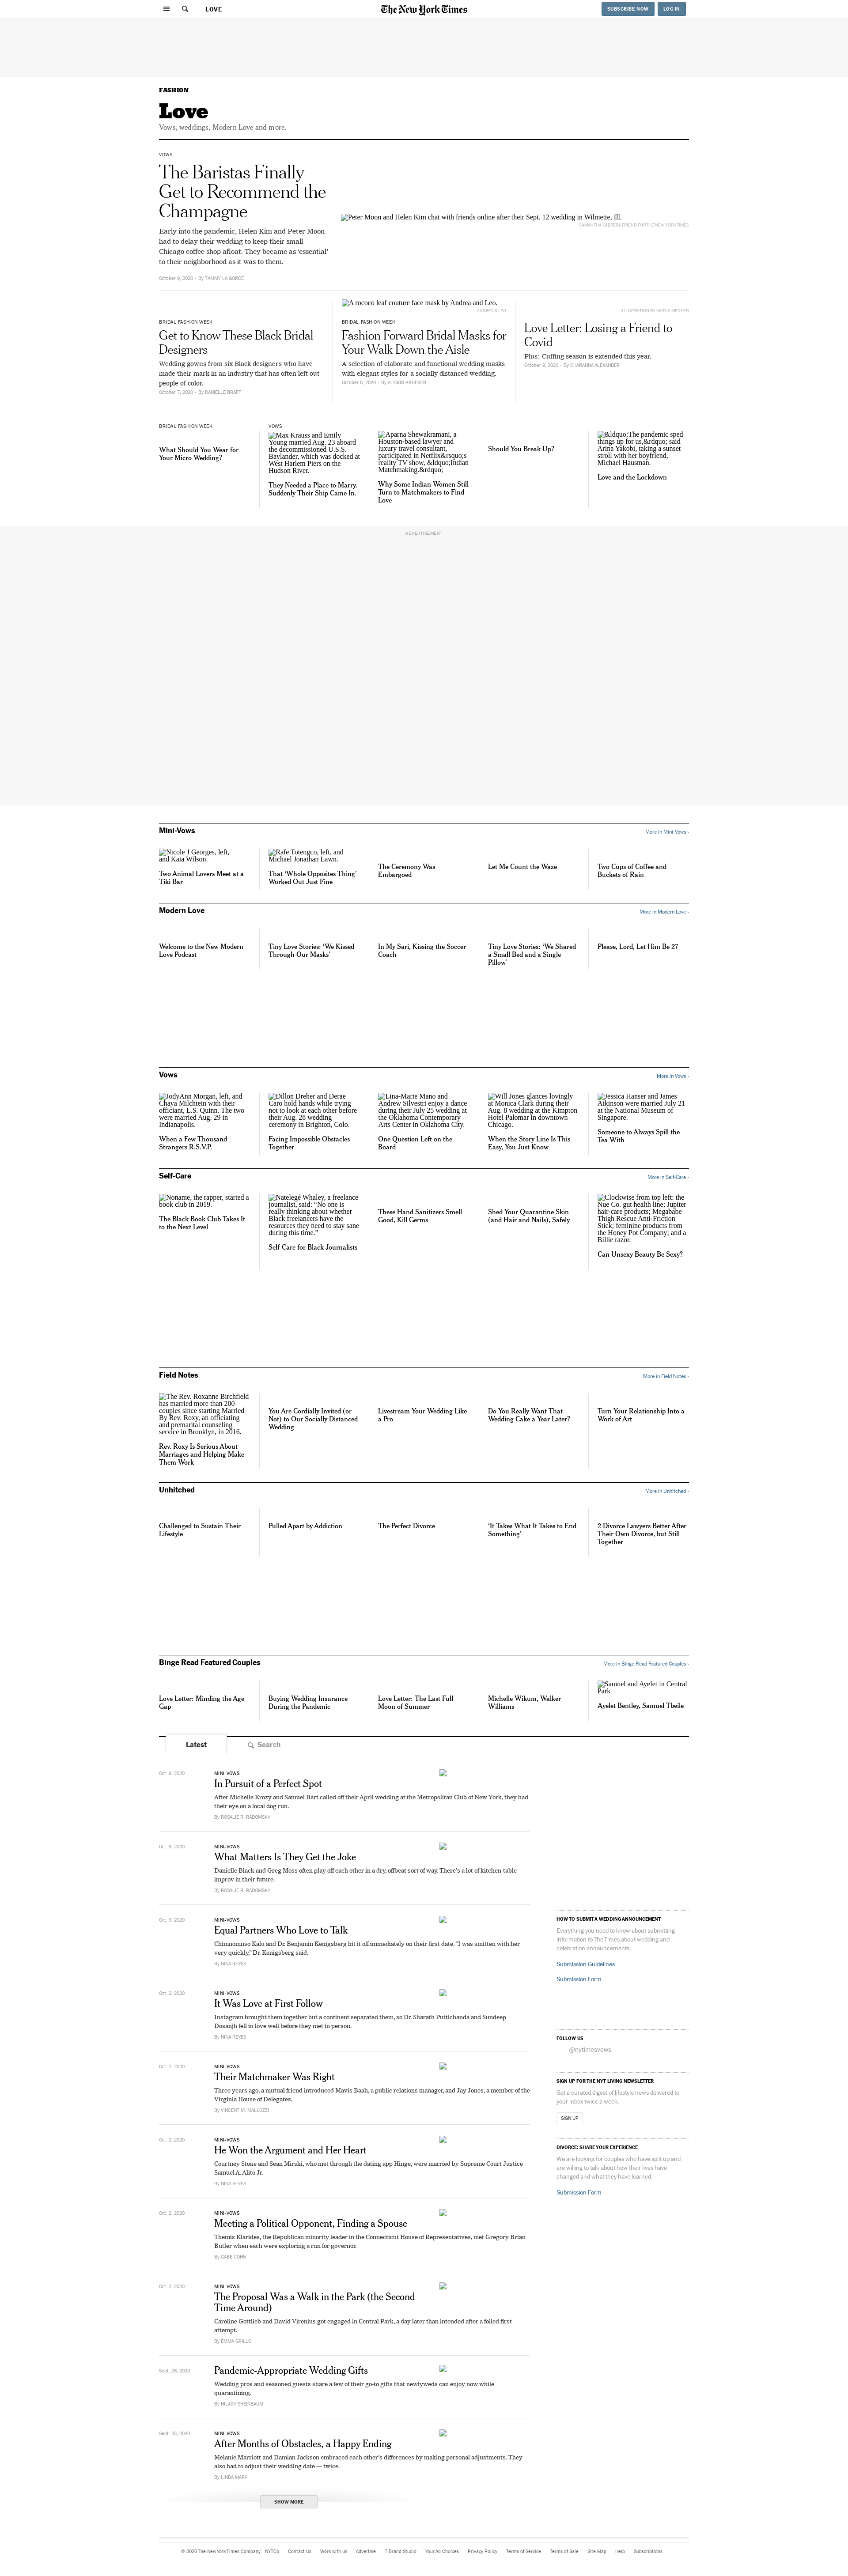 LOVE
The New York Times
SUBSCRIBE NOW
LOG IN
FASHION
Love
Vows, weddings, Modern Love and more.
VOWS
The Baristas Finally
Get to Recommend the
Champagne
Early into the pandemic, Helen Kim and Peter Moon
had to delay their wedding to keep their small
Chicago coffee shop afloat. They became as ‘essential’
to their neighborhood as it was to them.
October 9, 2020 - By TAMMY LA GORCE
Peter Moon and Helen Kim chat with friends online after their Sept. 12 wedding in Wilmette, Ill.
SAMANTHA CABRERA FRIEND FOR THE NEW YORK TIMES
BRIDAL FASHION WEEK
Get to Know These Black Bridal
Designers
Wedding gowns from six Black designers who have
made their mark in an industry that has often left out
people of color.
October 7, 2020 - By DANIELLE BRAFF
A rococo leaf couture face mask by Andrea and Leo.
ANDREA & LEO
BRIDAL FASHION WEEK
Fashion Forward Bridal Masks for
Your Walk Down the Aisle
A selection of elaborate and functional wedding masks
with elegant styles for a socially distanced wedding.
October 8, 2020 - By ALYSON KRUEGER
ILLUSTRATION BY KATIUI MEDVED
Love Letter: Losing a Friend to
Covid
Plus: Cuffing season is extended this year.
October 9, 2020 - By CHARANNA ALEXANDER
BRIDAL FASHION WEEK
What Should You Wear for
Your Micro Wedding?
VOWS
Max Krauss and Emily
Young married Aug. 23 aboard
the decommissioned U.S.S.
Baylander, which was docked at
West Harlem Piers on the
Hudson River.
They Needed a Place to Marry.
Suddenly Their Ship Came In.
Aparna Shewakramani, a
Houston-based lawyer and
luxury travel consultant,
participated in Netflix&rsquo;s
reality TV show, &ldquo;Indian
Matchmaking.&rdquo;
Why Some Indian Women Still
Turn to Matchmakers to Find
Love
Should You Break Up?
&ldquo;The pandemic sped
things up for us,&rdquo; said
Arina Yakobi, taking a sunset
stroll with her boyfriend,
Michael Hausman.
Love and the Lockdown
ADVERTISEMENT
Mini-Vows
More in Mini-Vows ›
Nicole J Georges, left,
and Kaia Wilson.
Two Animal Lovers Meet at a
Tiki Bar
Rafe Totengco, left, and
Michael Jonathan Lawn.
That ‘Whole Opposites Thing’
Worked Out Just Fine
The Ceremony Was
Embargoed
Let Me Count the Waze
Two Cups of Coffee and
Buckets of Rain
Modern Love
More in Modern Love ›
Welcome to the New Modern
Love Podcast
Tiny Love Stories: ‘We Kissed
Through Our Masks’
In My Sari, Kissing the Soccer
Coach
Tiny Love Stories: ‘We Shared
a Small Bed and a Single
Pillow’
Please, Lord, Let Him Be 27
Vows
More in Vows ›
JodyAnn Morgan, left, and
Chaya Milchtein with their
officiant, L.S. Quinn. The two
were married Aug. 29 in
Indianapolis.
When a Few Thousand
Strangers R.S.V.P.
Dillon Dreher and Derae
Caro hold hands while trying
not to look at each other before
their Aug. 28 wedding
ceremony in Brighton, Colo.
Facing Impossible Obstacles
Together
Lina-Marie Mano and
Andrew Silvestri enjoy a dance
during their July 25 wedding at
the Oklahoma Contemporary
Arts Center in Oklahoma City.
One Question Left on the
Board
Will Jones glances lovingly
at Monica Clark during their
Aug. 8 wedding at the Kimpton
Hotel Palomar in downtown
Chicago.
When the Story Line Is This
Easy, You Just Know
Jessica Hanser and James
Atkinson were married July 21
at the National Museum of
Singapore.
Someone to Always Spill the
Tea With
Self-Care
More in Self-Care ›
Noname, the rapper, started a
book club in 2019.
The Black Book Club Takes It
to the Next Level
Natelegé Whaley, a freelance
journalist, said: “No one is
really thinking about whether
Black freelancers have the
resources they need to stay sane
during this time.”
Self-Care for Black Journalists
These Hand Sanitizers Smell
Good, Kill Germs
Shed Your Quarantine Skin
(and Hair and Nails), Safely
Clockwise from top left: the
Nue Co. gut health line; Jupiter
hair-care products; Megababe
Thigh Rescue Anti-Friction
Stick; feminine products from
the Honey Pot Company; and a
Billie razor.
Can Unsexy Beauty Be Sexy?
Field Notes
More in Field Notes ›
The Rev. Roxanne Birchfield
has married more than 200
couples since starting Married
By Rev. Roxy, an officiating
and premarital counseling
service in Brooklyn, in 2016.
Rev. Roxy Is Serious About
Marriages and Helping Make
Them Work
You Are Cordially Invited (or
Not) to Our Socially Distanced
Wedding
Livestream Your Wedding Like
a Pro
Do You Really Want That
Wedding Cake a Year Later?
Turn Your Relationship Into a
Work of Art
Unhitched
More in Unhitched ›
Challenged to Sustain Their
Lifestyle
Pulled Apart by Addiction
The Perfect Divorce
‘It Takes What It Takes to End
Something’
2 Divorce Lawyers Better After
Their Own Divorce, but Still
Together
Binge Read Featured Couples
More in Binge Read Featured Couples ›
Love Letter: Minding the Age
Gap
Buying Wedding Insurance
During the Pandemic
Love Letter: The Last Full
Moon of Summer
Michelle Wikum, Walker
Williams
Samuel and Ayelet in Central
Park
Ayelet Bentley, Samuel Tbeile
Latest
Search
Oct. 9, 2020
MINI-VOWS
In Pursuit of a Perfect Spot
After Michelle Krozy and Samuel Bart called off their April wedding at the Metropolitan Club of New York, they had
their eye on a local dog run.
By ROSALIE R. RADOMSKY
Oct. 9, 2020
MINI-VOWS
What Matters Is They Get the Joke
Danielle Black and Greg Moss often play off each other in a dry, offbeat sort of way. There’s a lot of kitchen-table
improv in their future.
By ROSALIE R. RADOMSKY
Oct. 9, 2020
MINI-VOWS
Equal Partners Who Love to Talk
Chinnomnso Kalu and Dr. Benjamin Kenigsberg hit it off immediately on their first date. “I was smitten with her
very quickly,” Dr. Kenigsberg said.
By NINA REYES
Oct. 2, 2020
MINI-VOWS
It Was Love at First Follow
Instagram brought them together but a continent separated them, so Dr. Sharath Puttichanda and Sundeep
Dosanjh fell in love well before they met in person.
By NINA REYES
Oct. 2, 2020
MINI-VOWS
Their Matchmaker Was Right
Three years ago, a mutual friend introduced Mavis Baah, a public relations manager, and Jay Jones, a member of the
Virginia House of Delegates.
By VINCENT M. MALLOZZI
Oct. 2, 2020
MINI-VOWS
He Won the Argument and Her Heart
Courtney Stone and Sean Mirski, who met through the dating app Hinge, were married by Supreme Court Justice
Samuel A. Alito Jr.
By NINA REYES
Oct. 2, 2020
MINI-VOWS
Meeting a Political Opponent, Finding a Spouse
Themis Klarides, the Republican minority leader in the Connecticut House of Representatives, met Gregory Brian
Butler when each were exploring a run for governor.
By GABE COHN
Oct. 2, 2020
MINI-VOWS
The Proposal Was a Walk in the Park (the Second
Time Around)
Caroline Gottlieb and David Virenius got engaged in Central Park, a day later than intended after a foiled first
attempt.
By EMMA GRILLO
Sept. 26, 2020
Pandemic-Appropriate Wedding Gifts
Wedding pros and seasoned guests share a few of their go-to gifts that newlyweds can enjoy now while
quarantining.
By HILARY SHEINBAUM
Sept. 25, 2020
MINI-VOWS
After Months of Obstacles, a Happy Ending
Melanie Marriott and Damian Jackson embraced each other’s differences by making personal adjustments. They
also had to adjust their wedding date — twice.
By LINDA MARX
SHOW MORE
HOW TO SUBMIT A WEDDING ANNOUNCEMENT
Everything you need to know about submitting
information to The Times about wedding and
celebration announcements.
Submission Guidelines
Submission Form
FOLLOW US
@nytimesvows
SIGN UP FOR THE NYT LIVING NEWSLETTER
Get a curated digest of lifestyle news delivered to
your inbox twice a week.
SIGN UP
DIVORCE: SHARE YOUR EXPERIENCE
We are looking for couples who have split up and
are willing to talk about how their lives have
changed and what they have learned.
Submission Form
© 2020 The New York Times Company
NYTCo
Contact Us
Work with us
Advertise
T Brand Studio
Your Ad Choices
Privacy Policy
Terms of Service
Terms of Sale
Site Map
Help
Subscriptions